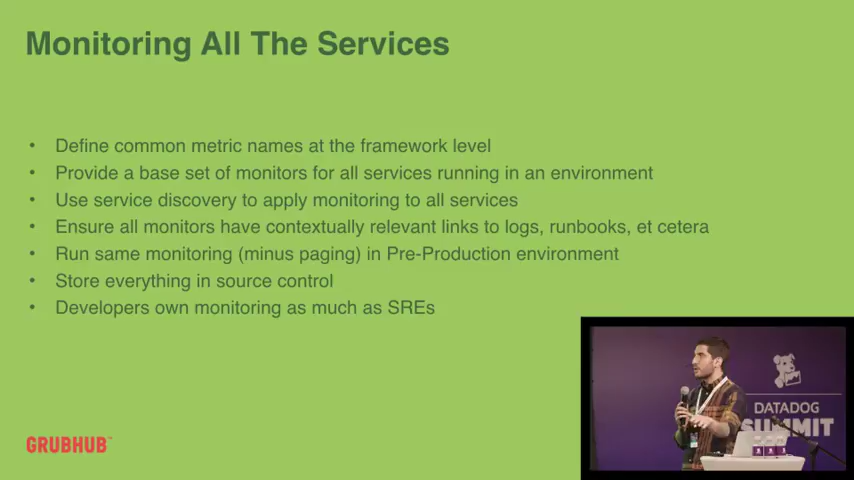 Monitoring All The Services
• Define common metric names at the framework level
• Provide a base set of monitors for all services running in an environment
• Use service discovery to apply monitoring to all services
• Ensure all monitors have contextually relevant links to logs, runbooks, et cetera
• Run same monitoring (minus paging) in Pre-Production environment
• Store everything in source control
• Developers own monitoring as much as SREs
GRUBHUB™
DATADOG
SUMMIT